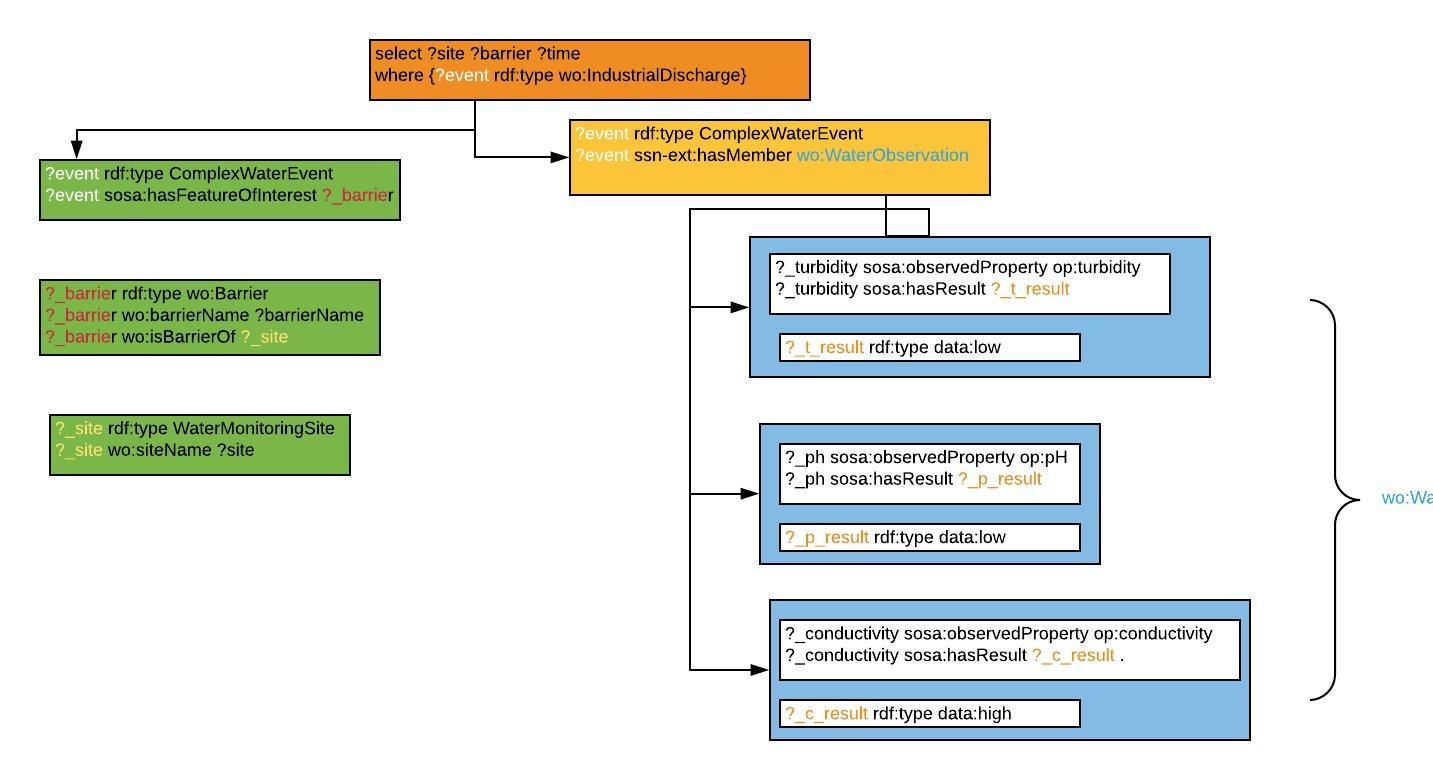 select ?site ?barrier ?time
where {?event rdf:type wo:IndustrialDischarge}
?event rdf:type ComplexWaterEvent
?event ssn-ext:hasMember wo:WaterObservation
?event rdf:type ComplexWaterEvent
?event sosa:hasFeatureOfInterest ?_barrier
?_barrier rdf:type wo:Barrier
?_barrier wo:barrierName ?barrierName
?_barrier wo:isBarrierOf ?_site
?_site rdf:type WaterMonitoringSite
?_site wo:siteName ?site
?_turbidity sosa:observedProperty op:turbidity
?_turbidity sosa:hasResult ?_t_result
?_t_result rdf:type data:low
?_ph sosa:observedProperty op:pH
?_ph sosa:hasResult ?_p_result
?_p_result rdf:type data:low
?_conductivity sosa:observedProperty op:conductivity
?_conductivity sosa:hasResult ?_c_result .
?_c_result rdf:type data:high
wo:Wa